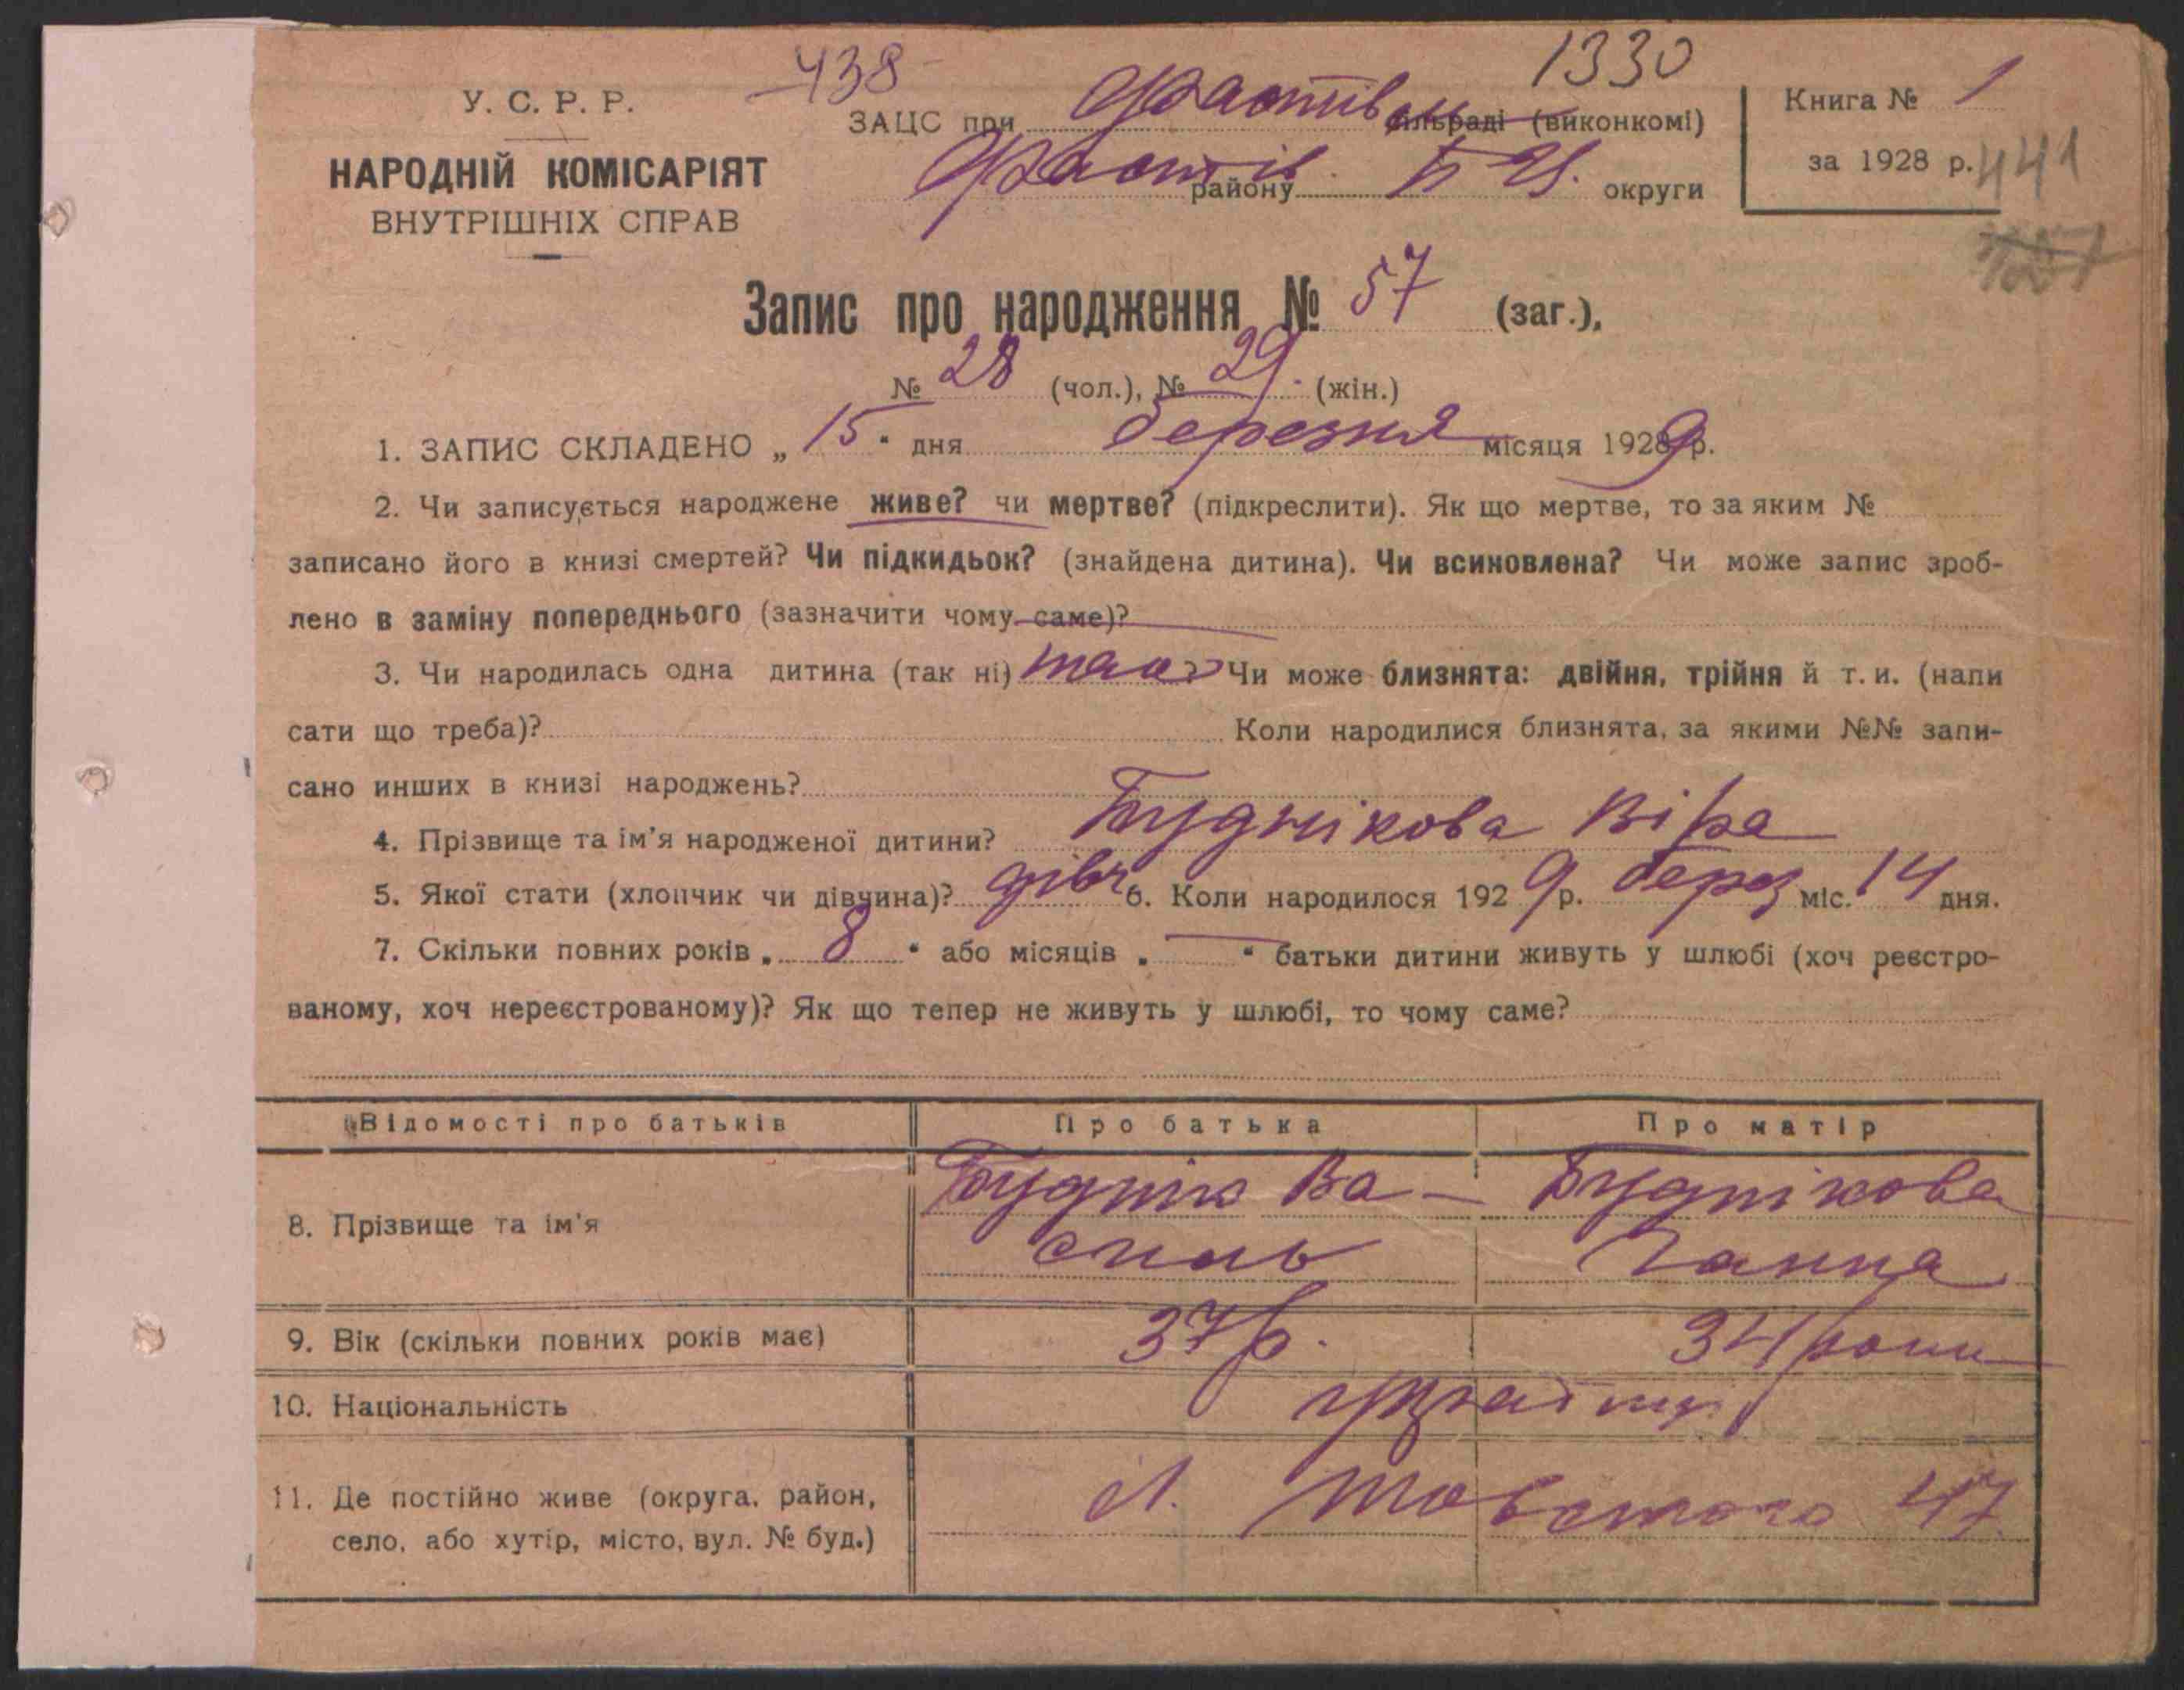 438
1330
У. С. Р. Р.
НАРОДНІЙ КОМІСАРІЯТ
ВНУТРІШНІХ СПРАВ
ЗАЦС при Фастівськ сільраді (виконкомі)
Фастів району округи
Книга № 1
за 1928 р. 441
Запис про народження № 57 (заг.),
№ 28 (чол.), № 29 (жін.)
1. ЗАПИС СКЛАДЕНО „ 15 “ дня березня місяця 1929 р.
2. Чи записується народжене живе? чи мертве? (підкреслити). Як що мертве, то за яким №
записано його в книзі смертей? Чи підкидьок? (знайдена дитина). Чи всиновлена? Чи може запис зроб-
лено в заміну попереднього (зазначити чому саме)?
3. Чи народилась одна дитина (так ні) так? Чи може близнята: двійня, трійня й т. и. (напи
сати що треба)? Коли народилися близнята, за якими №№ запи-
сано инших в книзі народжень?
4. Прізвище та ім’я народженої дитини? Буднікова Віра
5. Якої стати (хлопчик чи дівчина)? дівч 6. Коли народилося 1929 р. берез міс. 14 дня.
7. Скільки повних років „ 8 “ або місяців „ — “ батьки дитини живуть у шлюбі (хоч реєстро-
ваному, хоч нереєстрованому)? Як що тепер не живуть у шлюбі, то чому саме?
Відомості про батьків Про батька Про матір
8. Прізвище та ім’я Буднік Ва- Буднікова
силь Ганна
9. Вік (скільки повних років має) 37 р. 34 роки
10. Національність україн
11. Де постійно живе (округа, район, Л. Товстого 47
село, або хутір, місто, вул. № буд.)